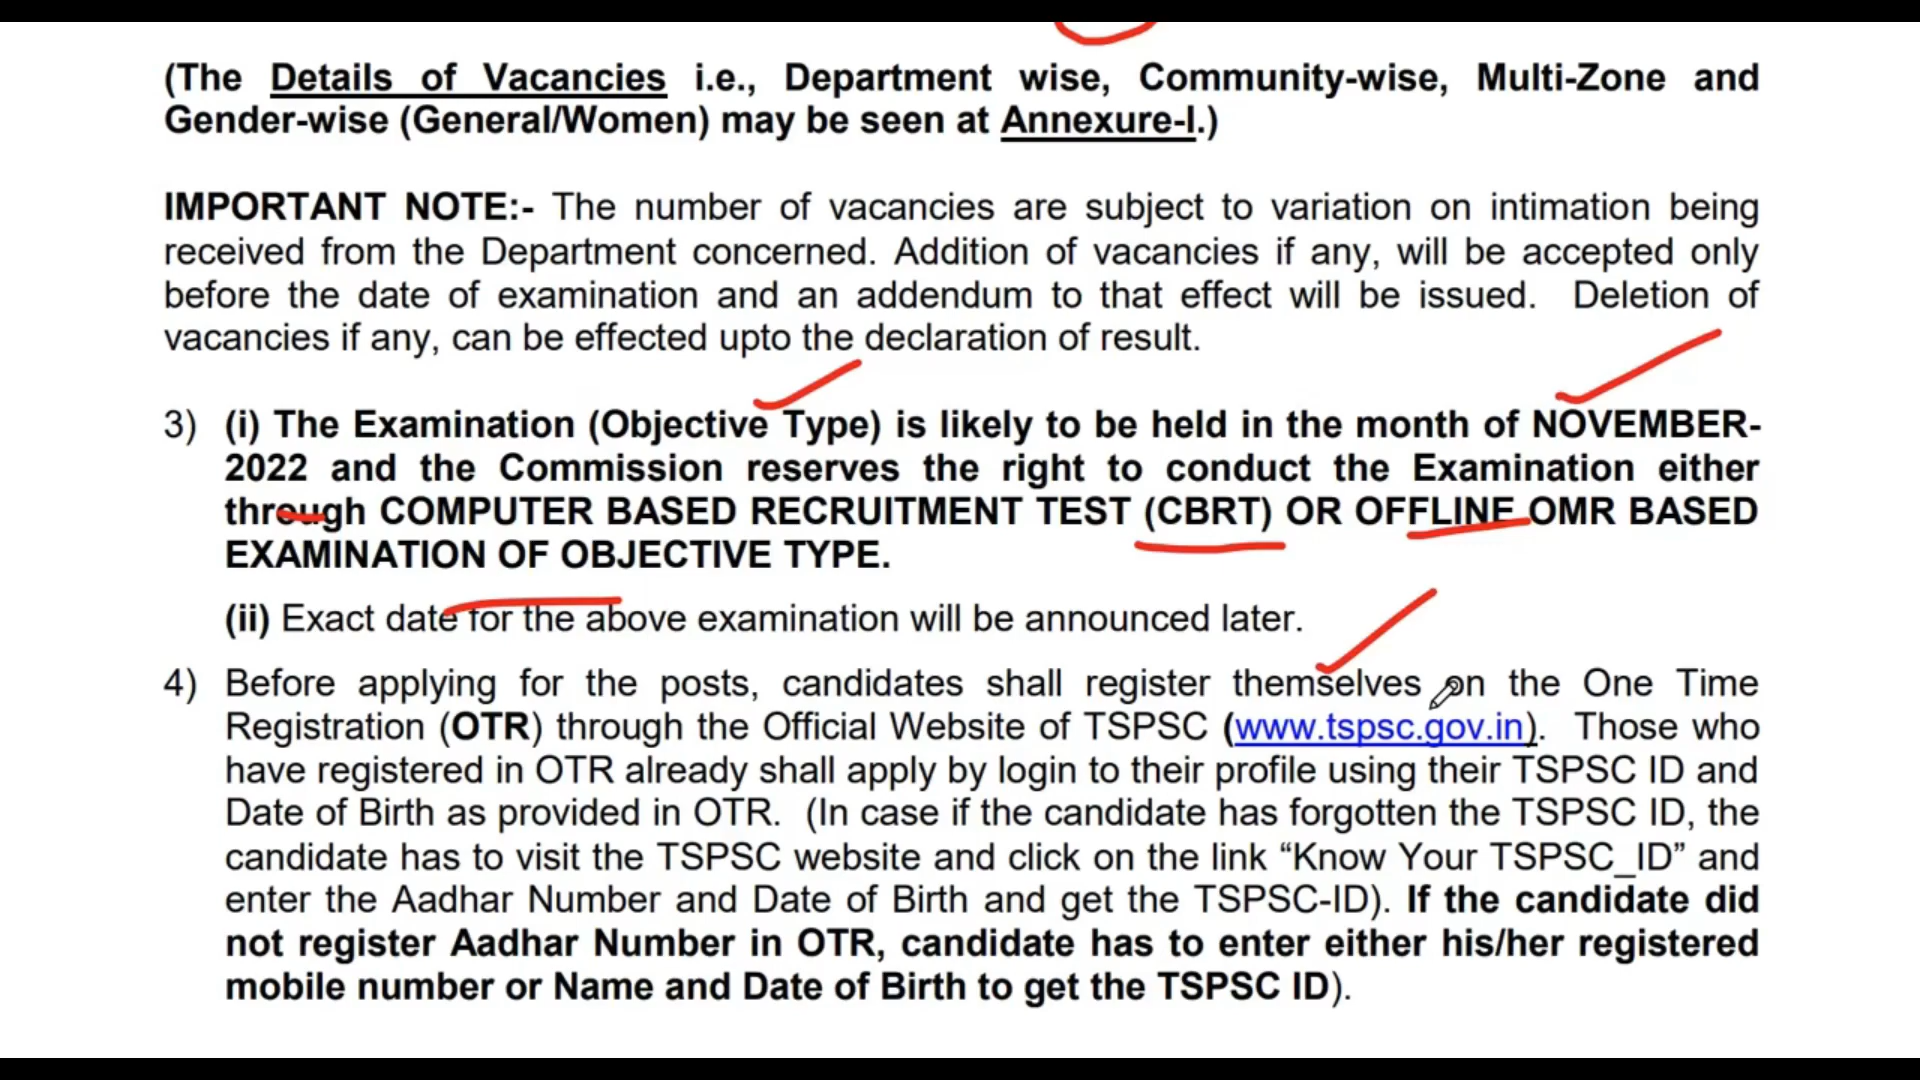 (The Details of Vacancies i.e., Department wise, Community-wise, Multi-Zone and
Gender-wise (General/Women) may be seen at Annexure-I.)
IMPORTANT NOTE:- The number of vacancies are subject to variation on intimation being
received from the Department concerned. Addition of vacancies if any, will be accepted only
before the date of examination and an addendum to that effect will be issued. Deletion of
vacancies if any, can be effected upto the declaration of result.
3) (i) The Examination (Objective Type) is likely to be held in the month of NOVEMBER-
2022 and the Commission reserves the right to conduct the Examination either
through COMPUTER BASED RECRUITMENT TEST (CBRT) OR OFFLINE OMR BASED
EXAMINATION OF OBJECTIVE TYPE.
(ii) Exact date for the above examination will be announced later.
4) Before applying for the posts, candidates shall register themselves on the One Time
Registration (OTR) through the Official Website of TSPSC (www.tspsc.gov.in). Those who
have registered in OTR already shall apply by login to their profile using their TSPSC ID and
Date of Birth as provided in OTR. (In case if the candidate has forgotten the TSPSC ID, the
candidate has to visit the TSPSC website and click on the link “Know Your TSPSC_ID” and
enter the Aadhar Number and Date of Birth and get the TSPSC-ID). If the candidate did
not register Aadhar Number in OTR, candidate has to enter either his/her registered
mobile number or Name and Date of Birth to get the TSPSC ID).